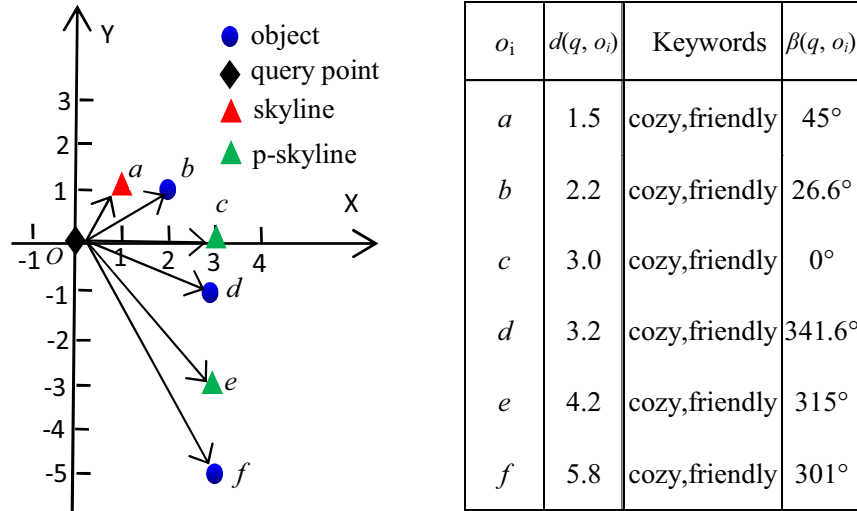 Y
object
query point
skyline
p-skyline
3
2
1
a
b
c
X
-1
O
1
2
3
4
-1
d
-2
-3
e
-4
-5
f
oi d(q, oi) Keywords β(q, oi)
a 1.5 cozy,friendly 45°
b 2.2 cozy,friendly 26.6°
c 3.0 cozy,friendly 0°
d 3.2 cozy,friendly 341.6°
e 4.2 cozy,friendly 315°
f 5.8 cozy,friendly 301°